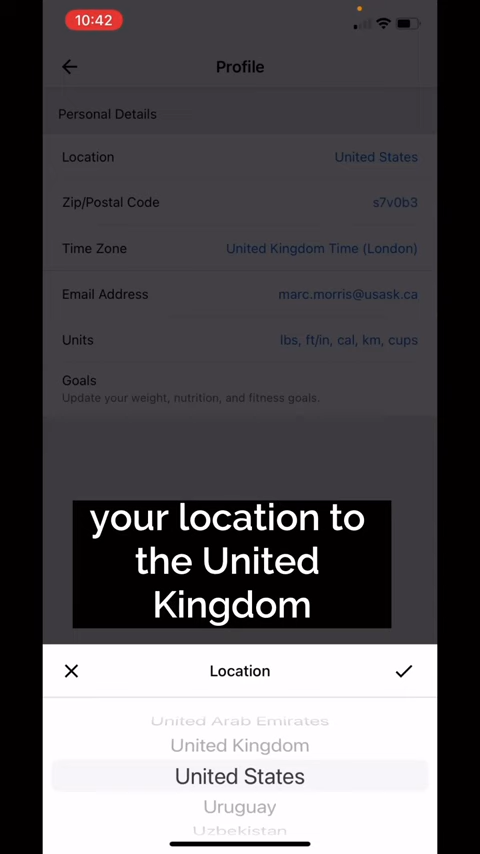 10:42
Profile
Personal Details
Location United States
Zip/Postal Code s7v0b3
Time Zone United Kingdom Time (London)
Email Address marc.morris@usask.ca
Units lbs, ft/in, cal, km, cups
Goals
Update your weight, nutrition, and fitness goals.
your location to
the United
Kingdom
Location
United Arab Emirates
United Kingdom
United States
Uruguay
Uzbekistan